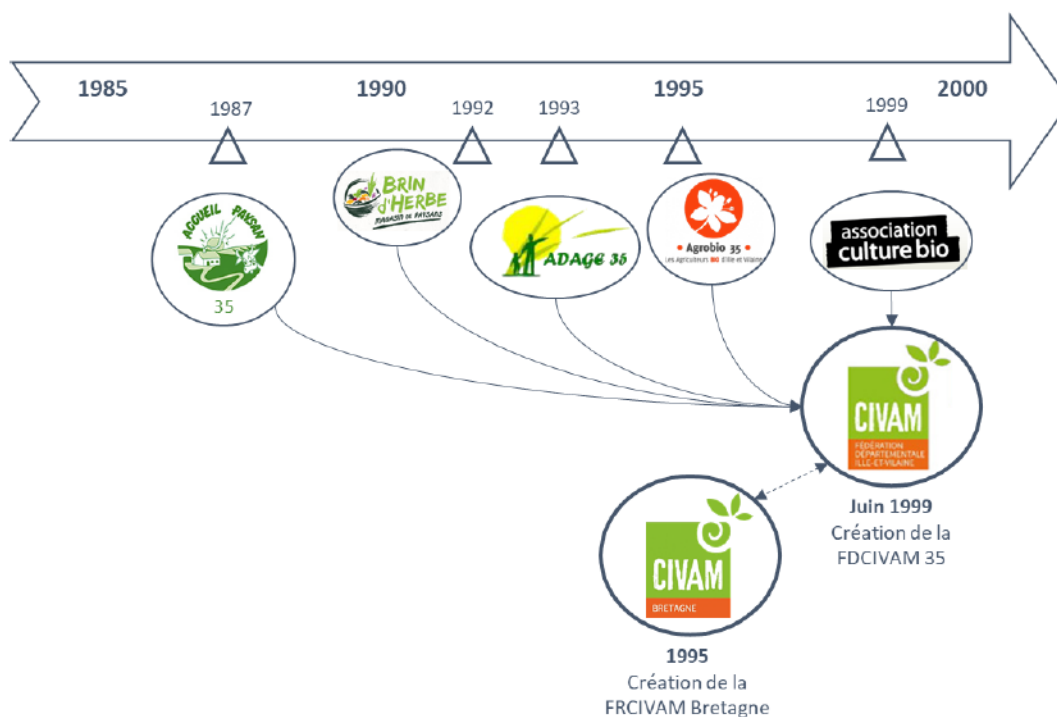 1985
1990
1995
2000
1987
1992
1993
1999
ACCUEIL PAYSAN
35
BRIN
d'HERBE
MAGASIN DE PAYSANS
ADAGE 35
• Agrobio 35 •
Les Agriculteurs BIO d'Ille et Vilaine
association
culture bio
CIVAM
FÉDÉRATION
DÉPARTEMENTALE
ILLE-ET-VILAINE
Juin 1999
Création de la
FDCIVAM 35
CIVAM
BRETAGNE
1995
Création de la
FRCIVAM Bretagne